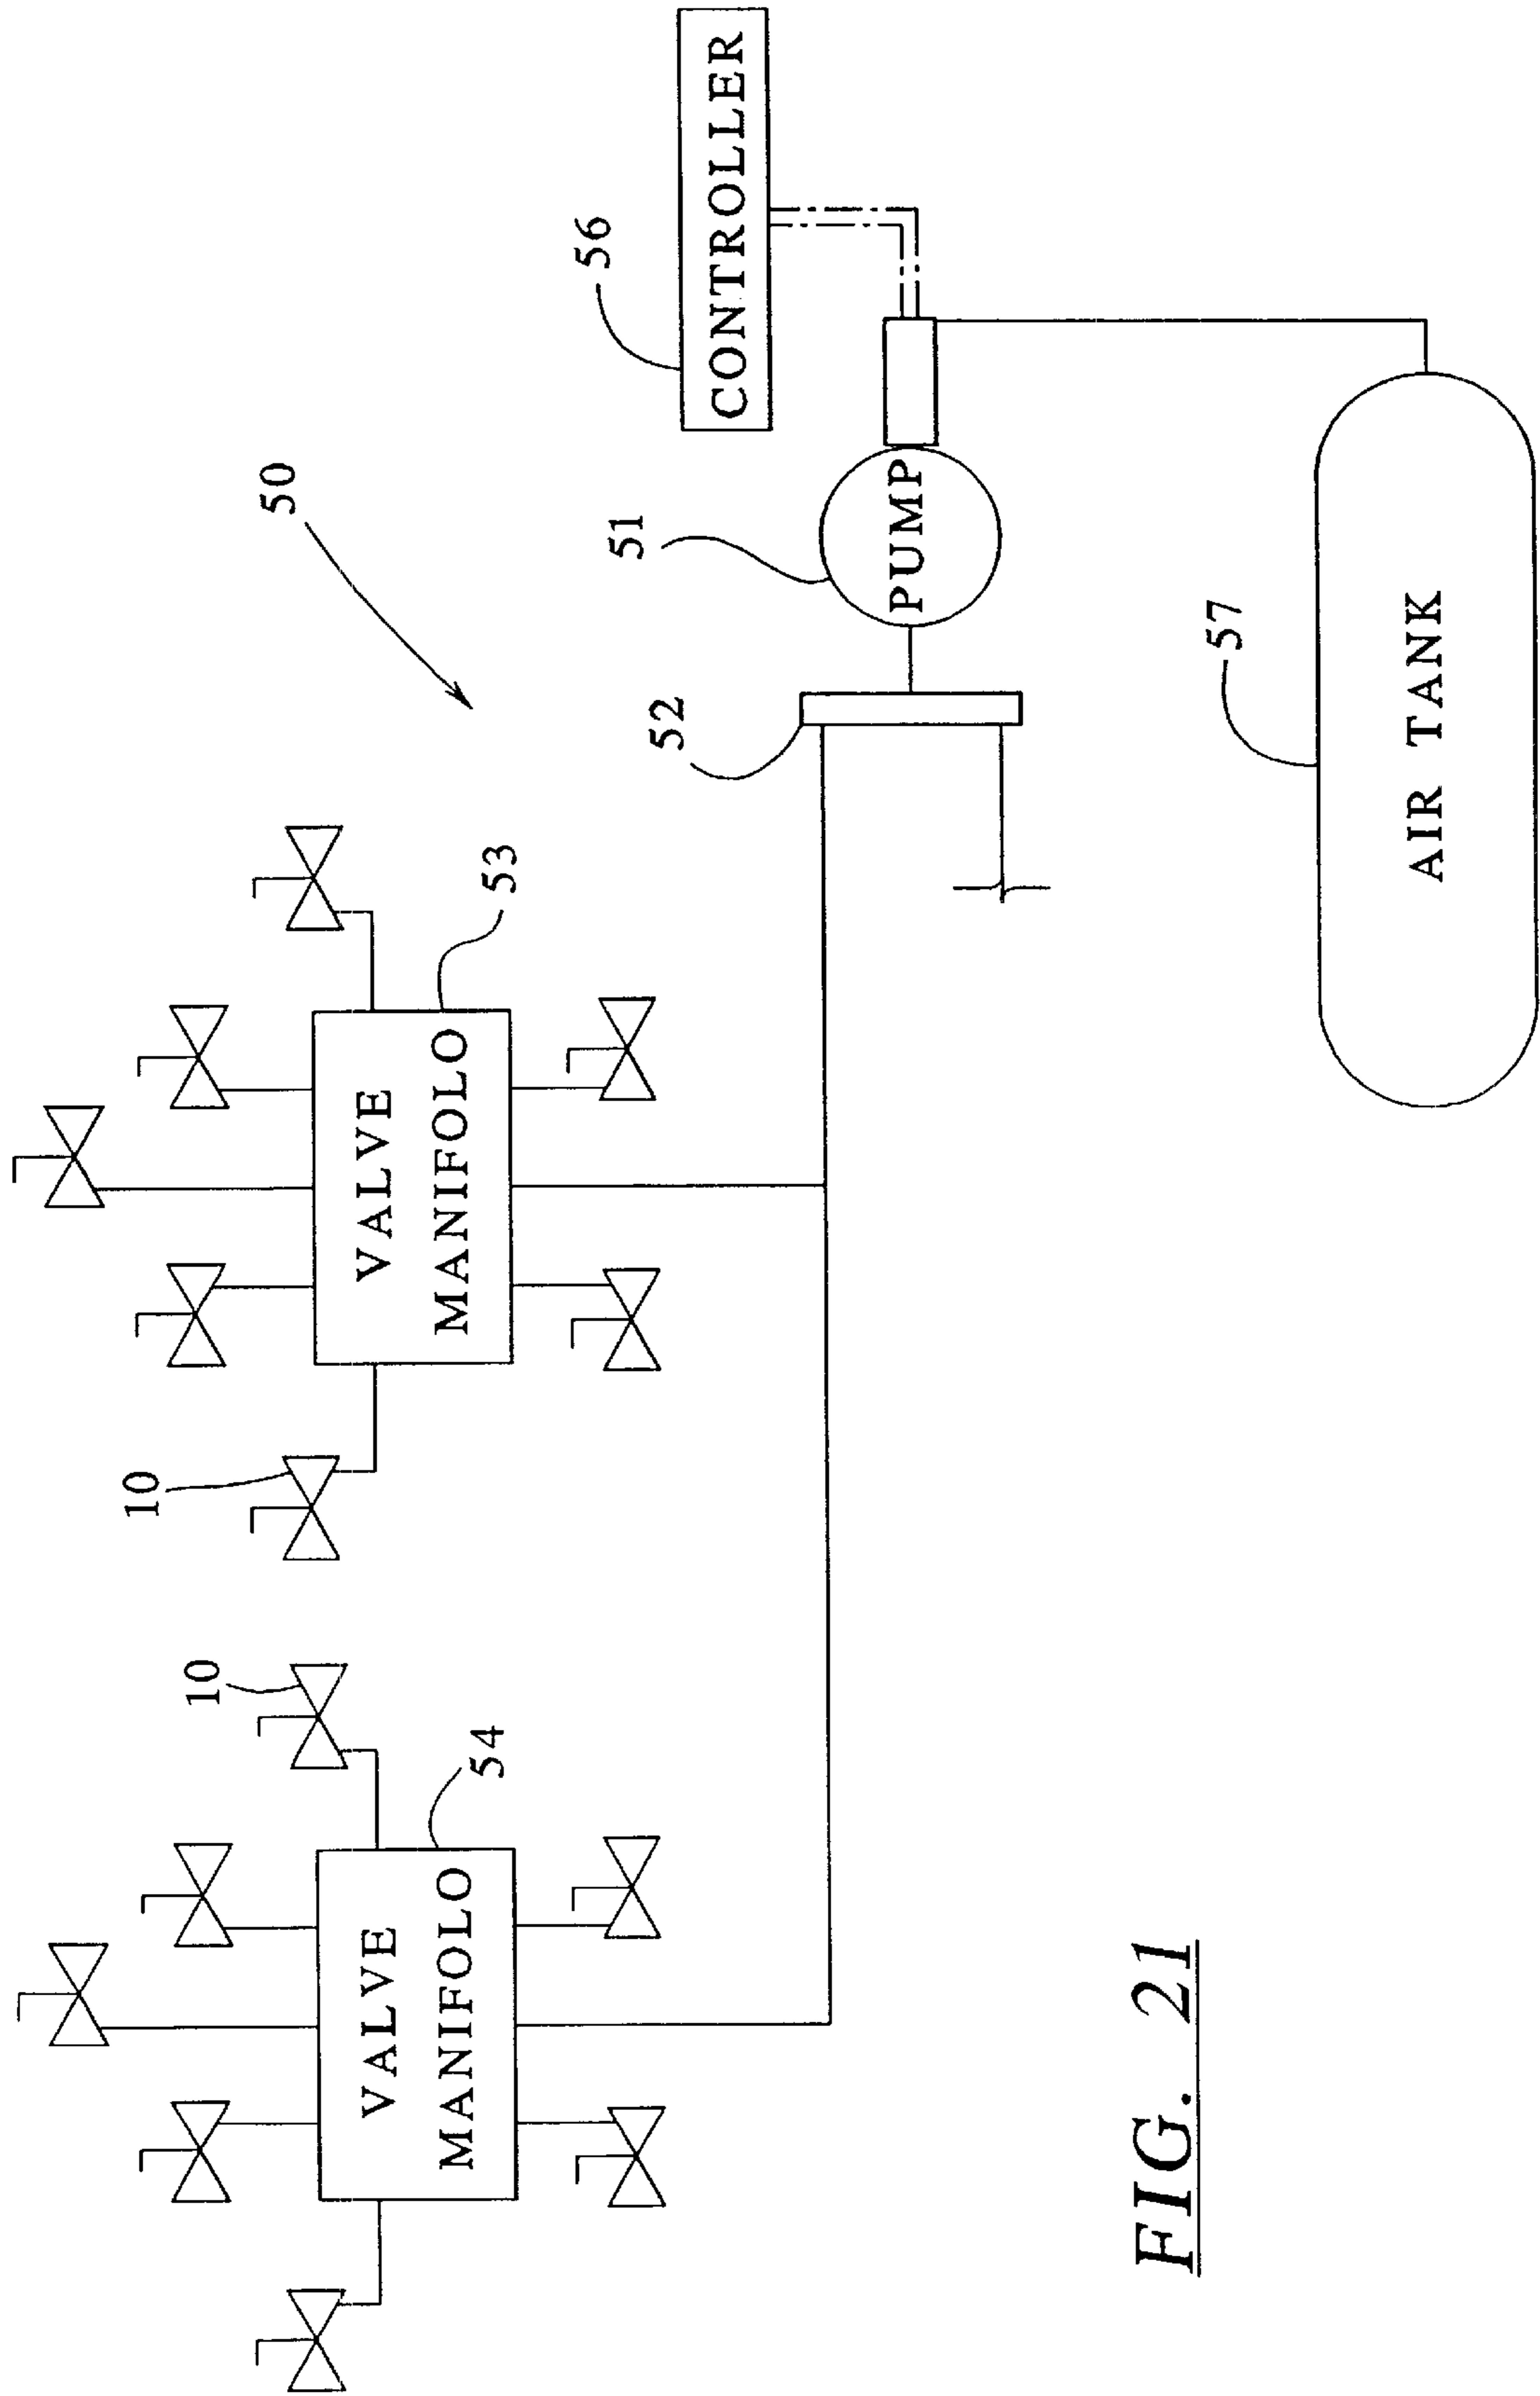 50
10
10
53
54
VALVE
MANIFOLO
VALVE
MANIFOLO
56
CONTROLLER
51
PUMP
52
57
AIR TANK
FIG. 21